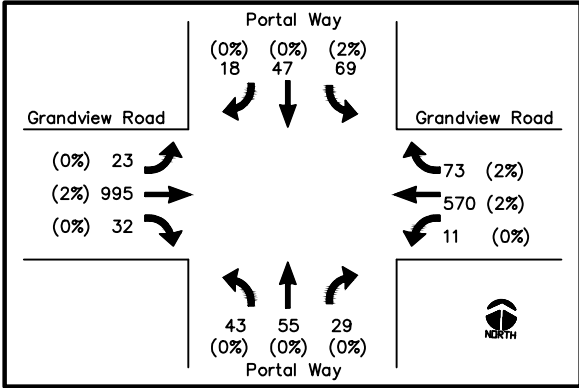 Portal Way
(0%) (0%) (2%)
18 47 69
Grandview Road
Grandview Road
(0%) 23
(2%) 995
(0%) 32
73 (2%)
570 (2%)
11 (0%)
43 55 29
(0%) (0%) (0%)
Portal Way
NORTH